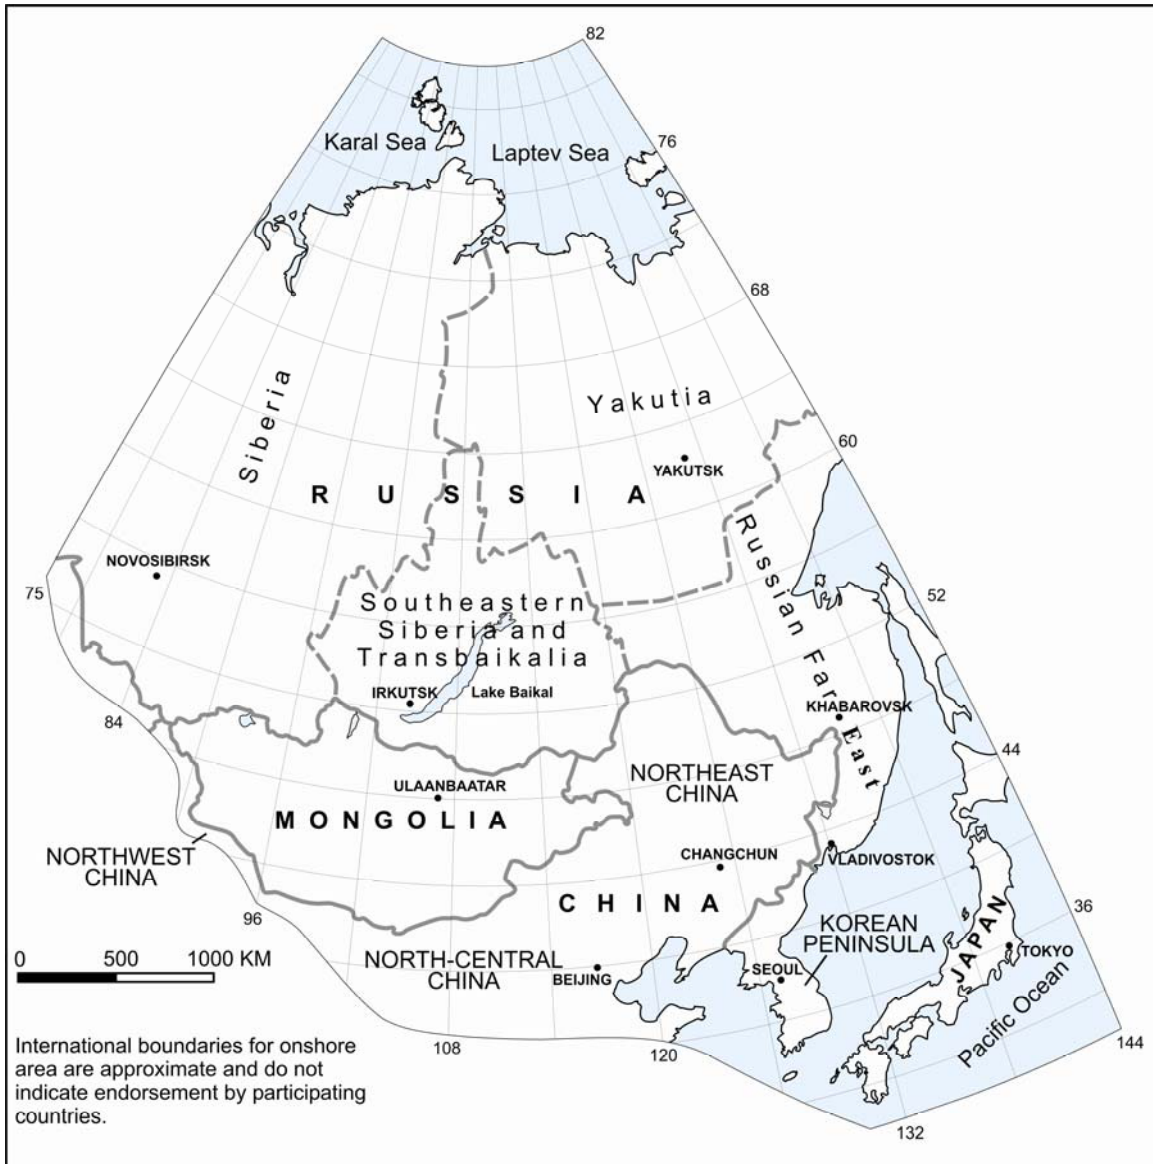 82
Karal Sea
Laptev Sea
76
68
Siberia
Yakutia
60
YAKUTSK
RUSSIA
Russian Far East
NOVOSIBIRSK
75
52
Southeastern
Siberia and
Transbaikalia
IRKUTSK
Lake Baikal
KHABAROVSK
84
44
NORTHEAST
CHINA
ULAANBAATAR
MONGOLIA
NORTHWEST
CHINA
CHANGCHUN
VLADIVOSTOK
CHINA
96
36
KOREAN
PENINSULA
JAPAN
TOKYO
0 500 1000 KM
NORTH-CENTRAL
CHINA
BEIJING
SEOUL
Pacific Ocean
International boundaries for onshore
area are approximate and do not
indicate endorsement by participating
countries.
108
120
144
132